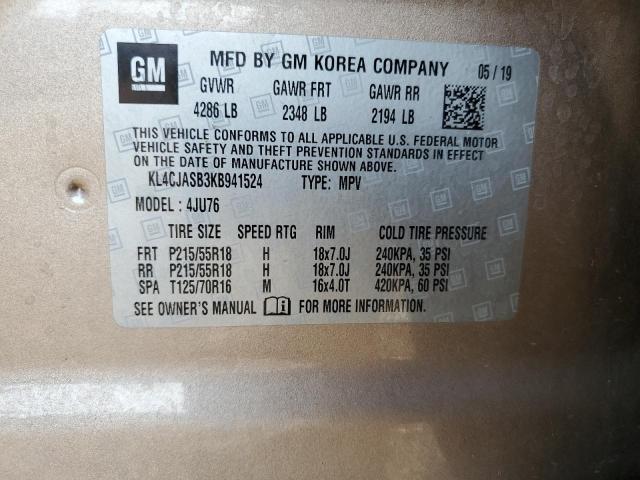 GM
MFD BY GM KOREA COMPANY 05 / 19
GVWR GAWR FRT GAWR RR
4286 LB 2348 LB 2194 LB
THIS VEHICLE CONFORMS TO ALL APPLICABLE U.S. FEDERAL MOTOR
VEHICLE SAFETY AND THEFT PREVENTION STANDARDS IN EFFECT
ON THE DATE OF MANUFACTURE SHOWN ABOVE.
KL4CJASB3KB941524 TYPE: MPV
MODEL : 4JU76
TIRE SIZE SPEED RTG RIM COLD TIRE PRESSURE
FRT P215/55R18 H 18x7.0J 240KPA, 35 PSI
RR P215/55R18 H 18x7.0J 240KPA, 35 PSI
SPA T125/70R16 M 16x4.0T 420KPA, 60 PSI
SEE OWNER'S MANUAL FOR MORE INFORMATION.